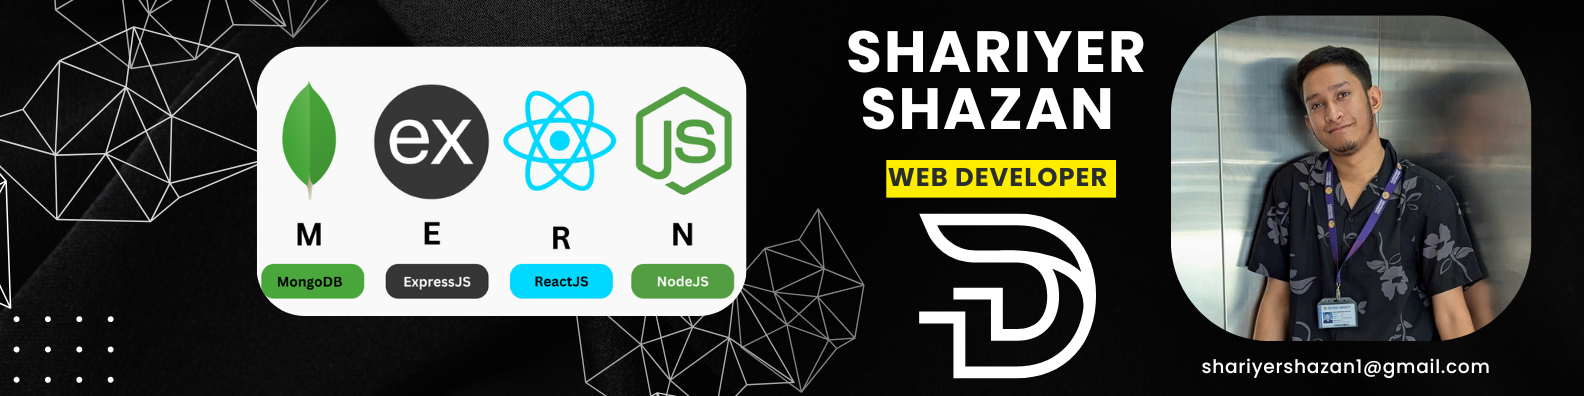 ex
JS
M
E
R
N
MongoDB
ExpressJS
ReactJS
NodeJS
SHARIYER
SHAZAN
WEB DEVELOPER
shariyershazan1@gmail.com